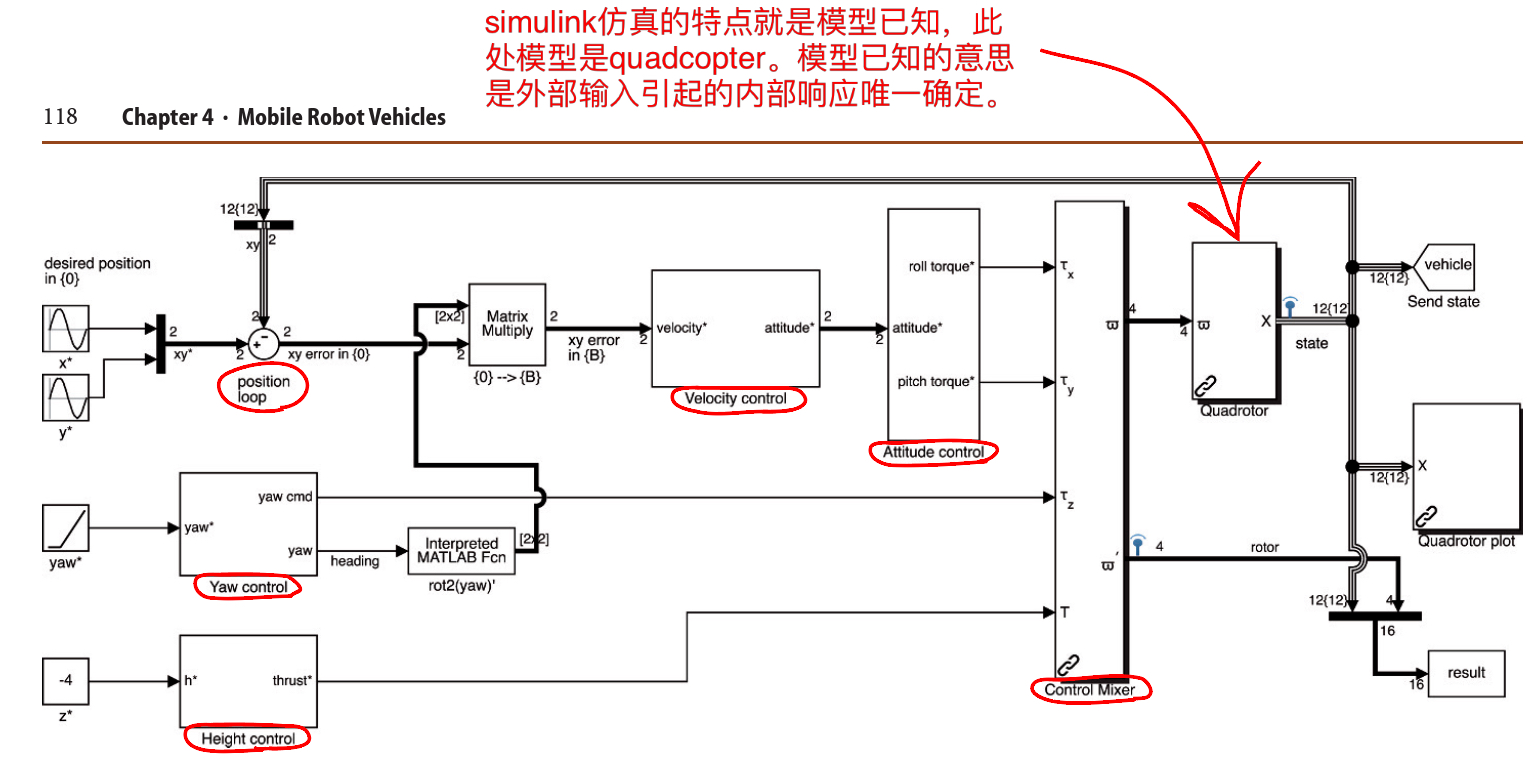 simulink仿真的特点就是模型已知，此
处模型是quadcopter。模型已知的意思
是外部输入引起的内部响应唯一确定。
118 Chapter 4 · Mobile Robot Vehicles
12{12}
xy
2
desired position
in {0}
x*
y*
2
xy*
2
2
2
xy error in {0}
position
loop
[2x2]
2
Matrix
Multiply
{0} --> {B}
2
xy error
in {B}
2
velocity*
attitude*
Velocity control
2
2
attitude*
roll torque*
pitch torque*
Attitude control
τx
τy
τz
T
ϖ
ϖ'
Control Mixer
4
4
ϖ
X
Quadrotor
12{12}
state
12{12}
vehicle
Send state
12{12}
X
Quadrotor plot
yaw*
yaw*
yaw cmd
yaw
Yaw control
heading
Interpreted
MATLAB Fcn
rot2(yaw)'
[2x2]
4
rotor
12{12}
4
16
16
result
-4
z*
h*
thrust*
Height control